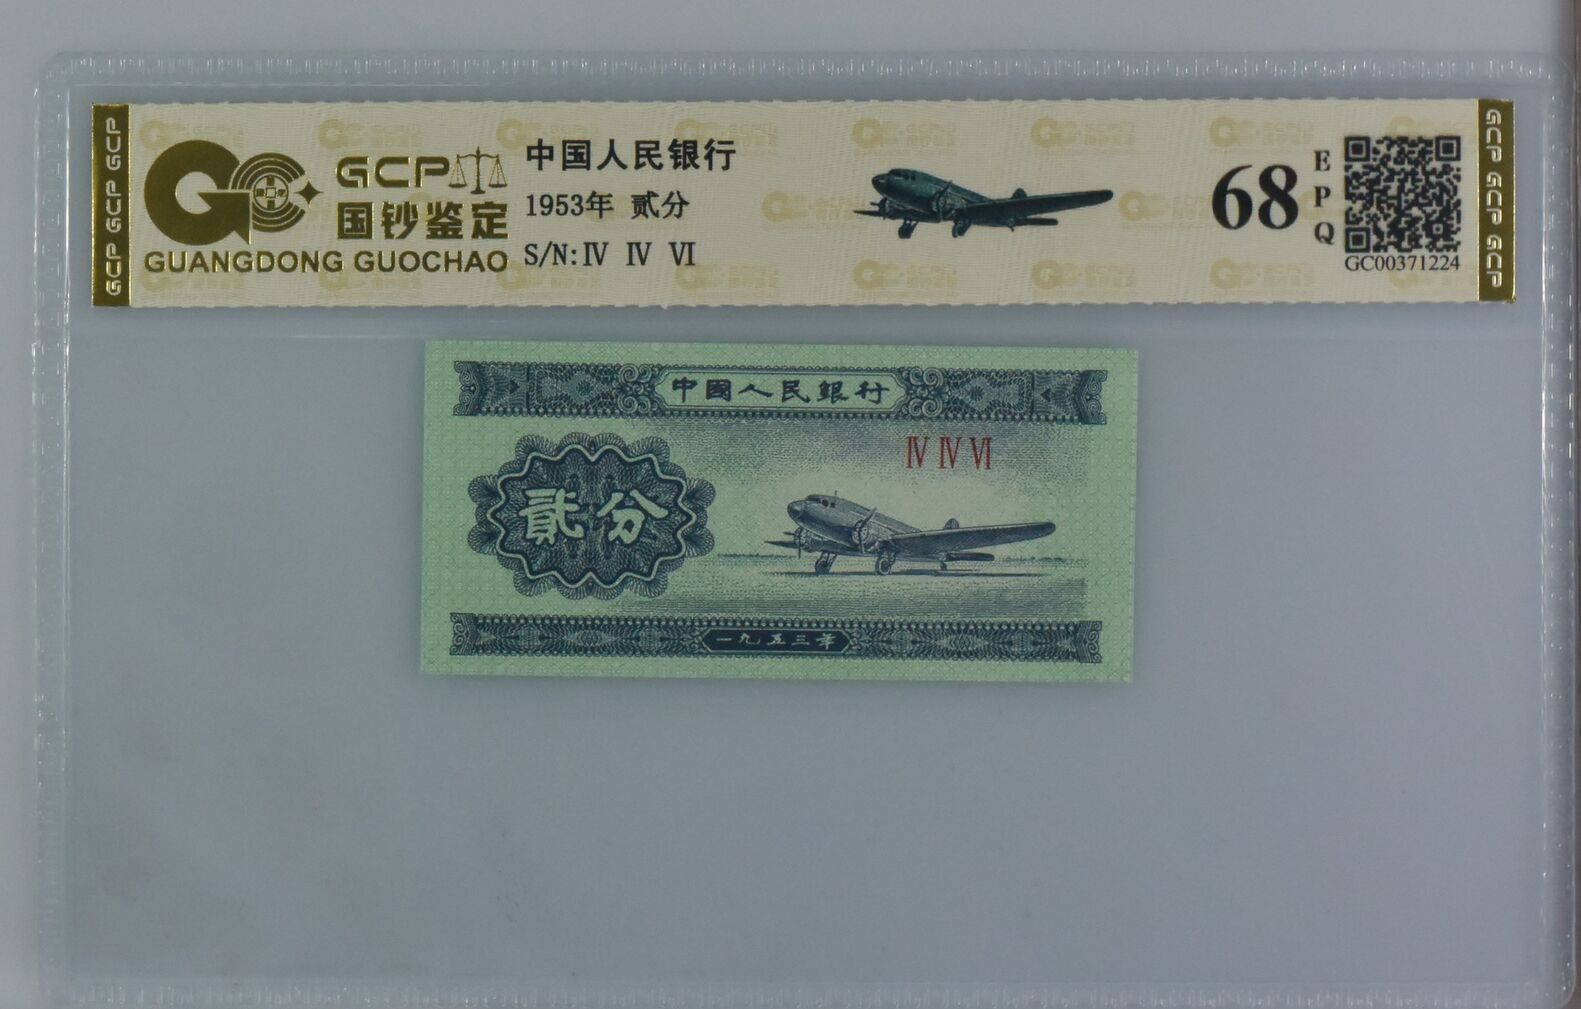 GCP GCP GCP
GCP
国钞鉴定
GUANGDONG GUOCHAO
中国人民银行
1953年 贰分
S/N:Ⅳ Ⅳ Ⅵ
68
EPQ
GC00371224
GCP GCP GCP
中國人民銀行
Ⅳ Ⅳ Ⅵ
貳分
一九五三年